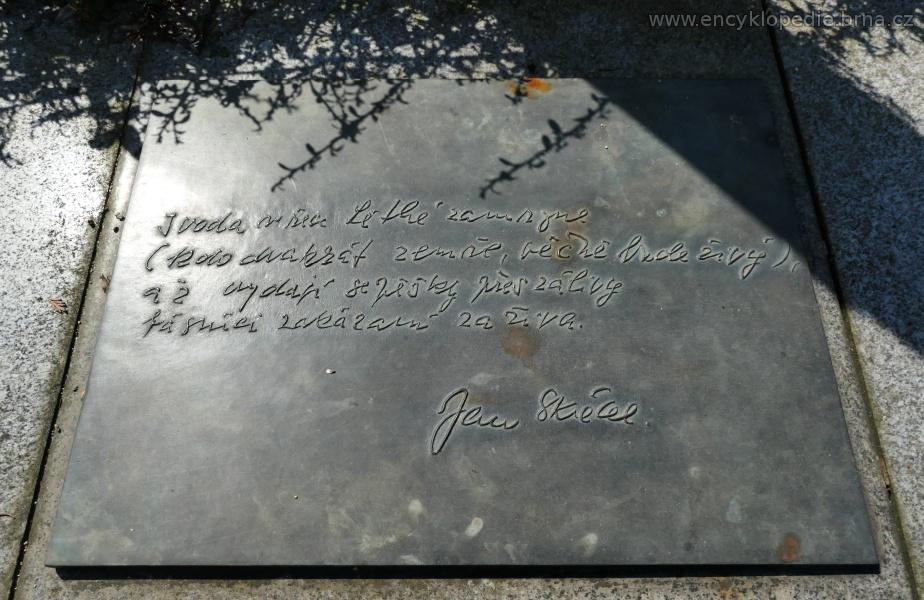 www.encyklopedie.brna.cz
I voda v řece Léthé zamrzne
(kdo dvakrát zemře, věčně bude živý),
až vydají se pěšky přes zálivy
básníci zakázaní za živa.
Jan Skácel